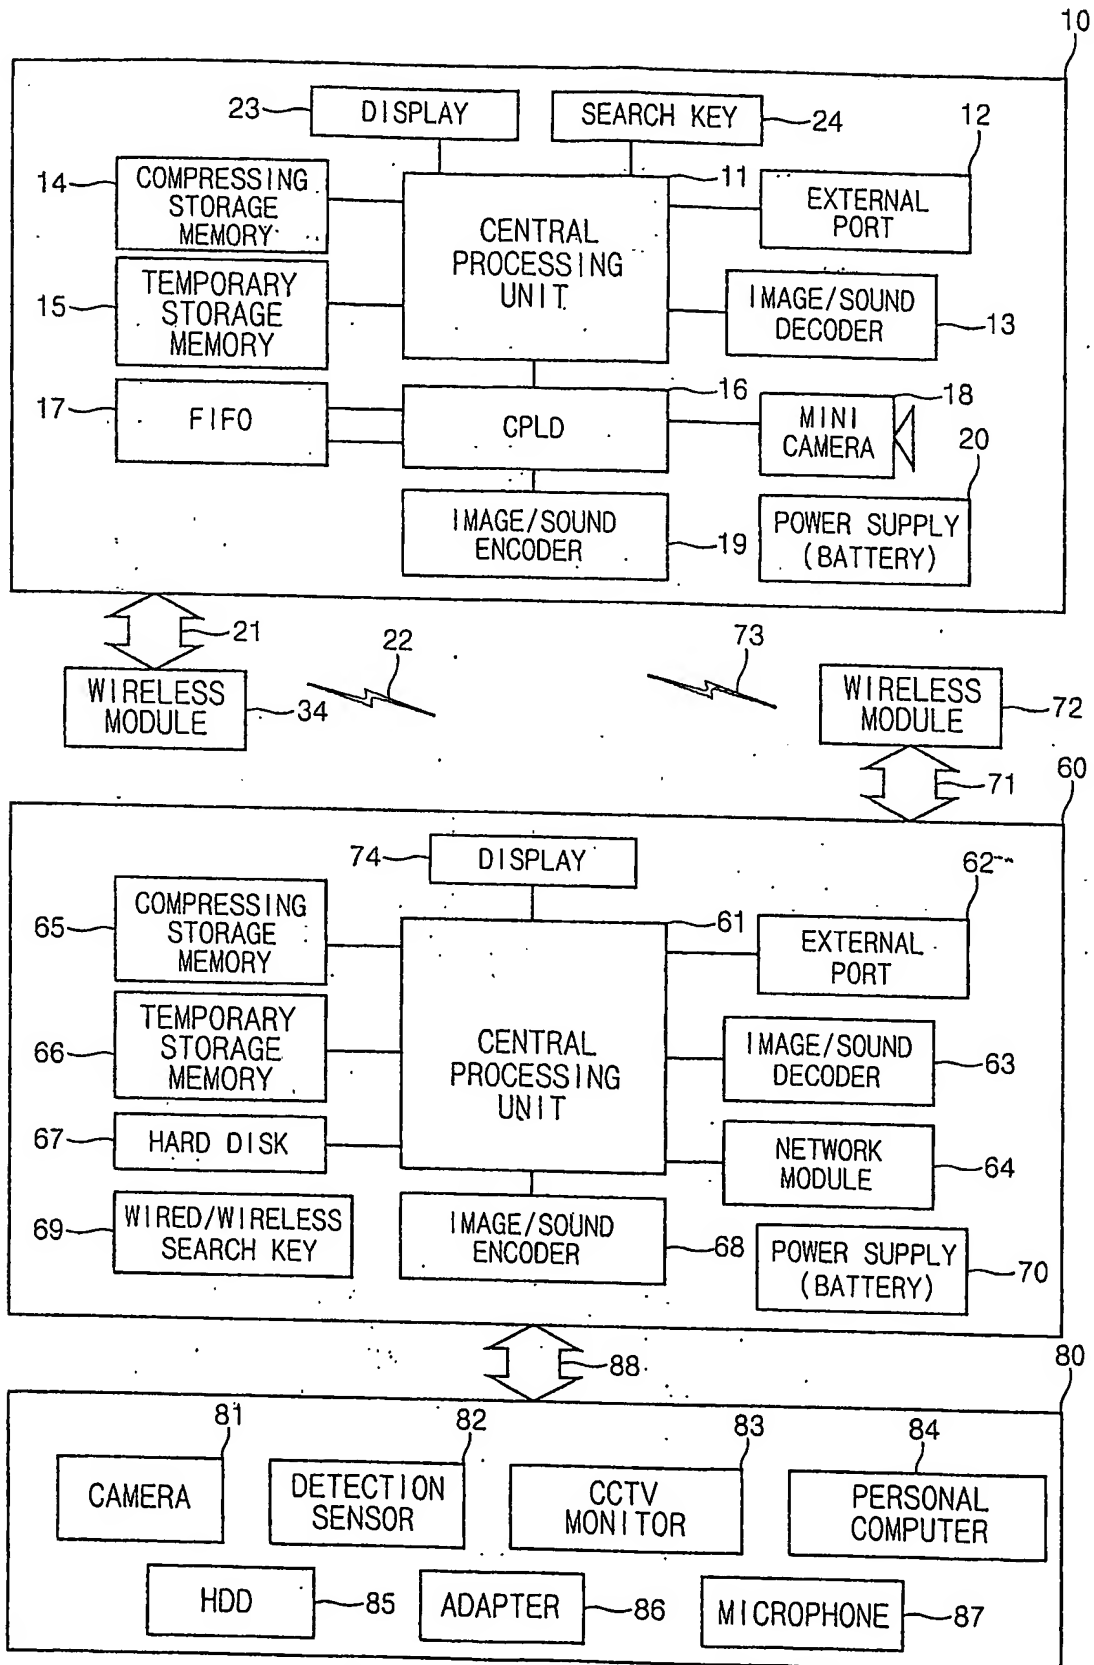 10
23
DISPLAY
SEARCH KEY
24
12
14
COMPRESSING
STORAGE
MEMORY
11
CENTRAL
PROCESSING
UNIT
EXTERNAL
PORT
15
TEMPORARY
STORAGE
MEMORY
IMAGE/SOUND
DECODER
13
17
FIFO
16
CPLD
18
MINI
CAMERA
20
IMAGE/SOUND
ENCODER
19
POWER SUPPLY
(BATTERY)
21
22
73
WIRELESS
MODULE
34
WIRELESS
MODULE
72
71
60
74
DISPLAY
62
65
COMPRESSING
STORAGE
MEMORY
61
EXTERNAL
PORT
66
TEMPORARY
STORAGE
MEMORY
CENTRAL
PROCESSING
UNIT
IMAGE/SOUND
DECODER
63
67
HARD DISK
NETWORK
MODULE
64
69
WIRED/WIRELESS
SEARCH KEY
IMAGE/SOUND
ENCODER
68
POWER SUPPLY
(BATTERY)
70
88
80
81
82
83
84
CAMERA
DETECTION
SENSOR
CCTV
MONITOR
PERSONAL
COMPUTER
HDD
85
ADAPTER
86
MICROPHONE
87